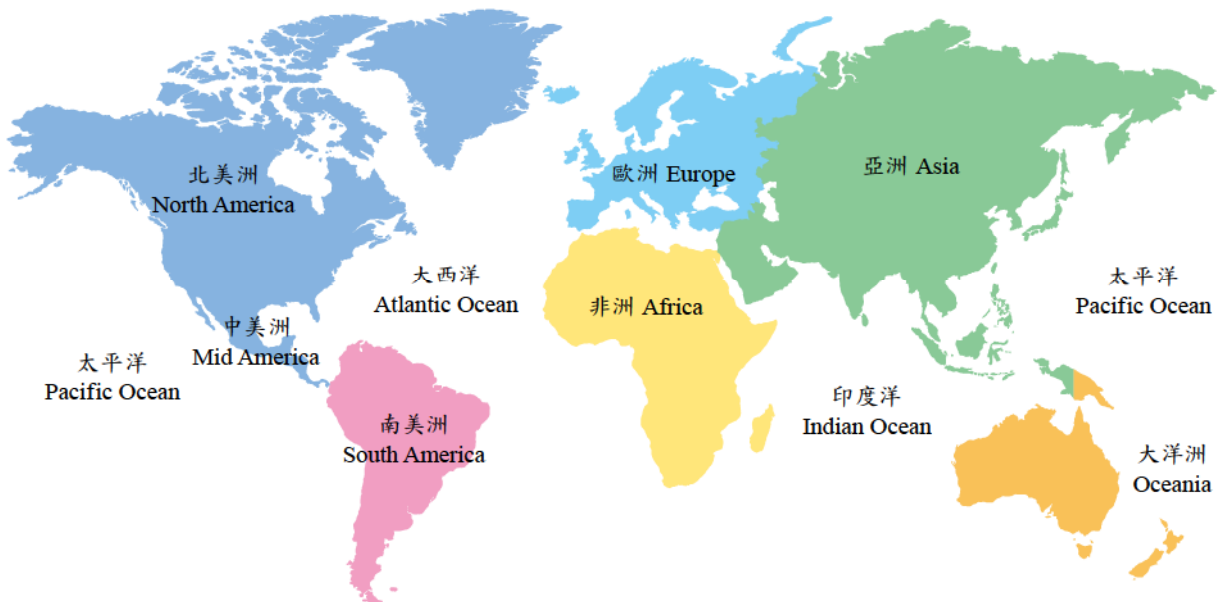 北美洲
North America
歐洲 Europe
亞洲 Asia
大西洋
Atlantic Ocean
非洲 Africa
太平洋
Pacific Ocean
中美洲
Mid America
太平洋
Pacific Ocean
印度洋
Indian Ocean
南美洲
South America
大洋洲
Oceania